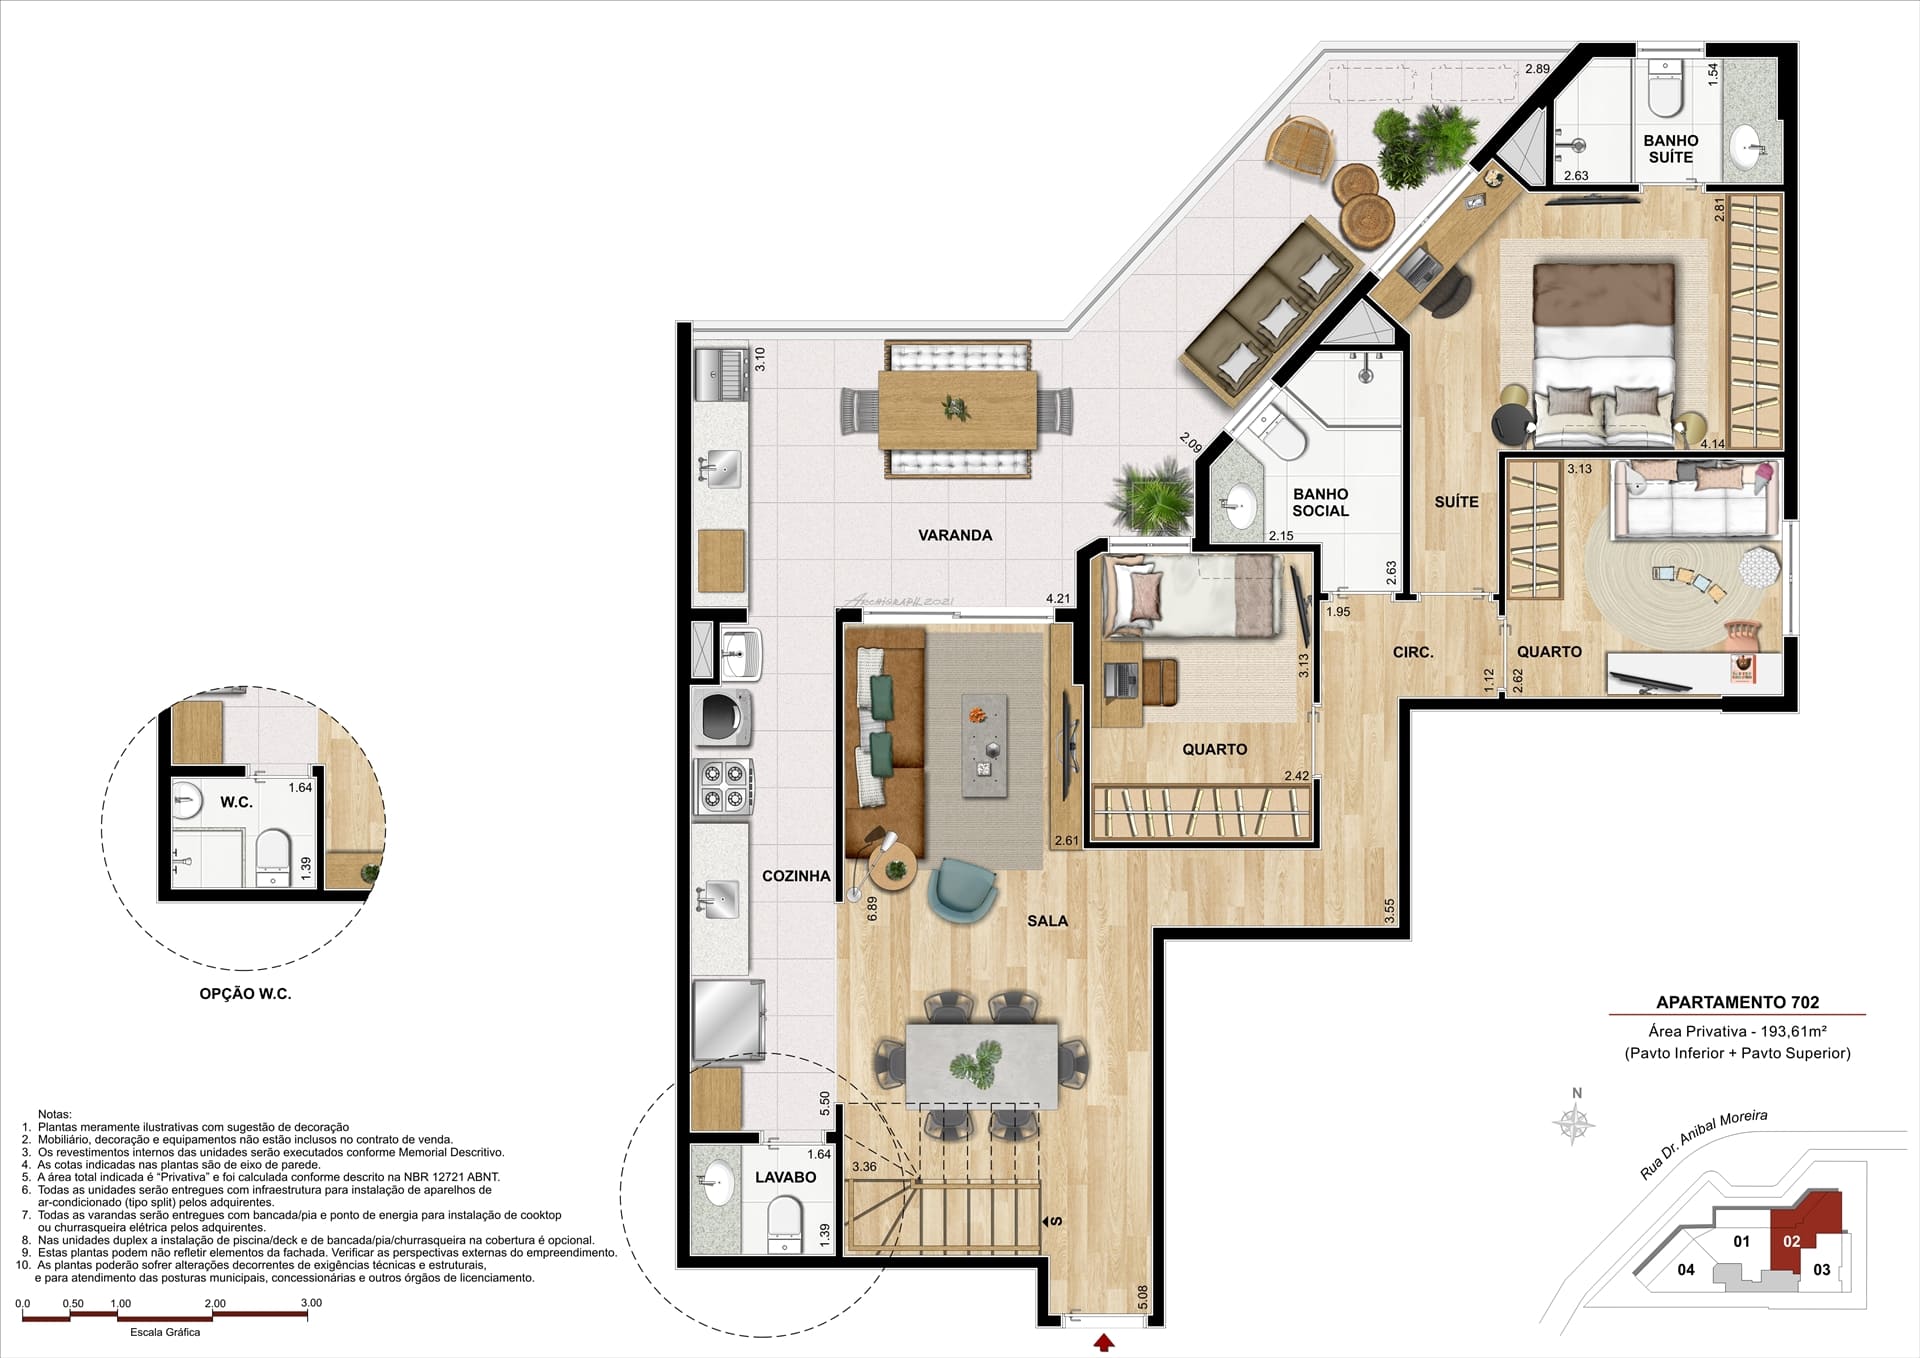 2.89
1.54
BANHO
SUÍTE
2.63
2.81
3.10
4.14
2.09
3.13
VARANDA
BANHO
SOCIAL
SUÍTE
2.15
2.63
ARCHIGRAPH 2021
4.21
1.95
CIRC.
QUARTO
3.13
1.12
2.62
QUARTO
2.42
2.61
COZINHA
6.89
SALA
3.55
W.C.
1.64
1.39
OPÇÃO W.C.
5.50
1.64
LAVABO
1.39
3.36
S
5.08
APARTAMENTO 702
Área Privativa - 193,61m²
(Pavto Inferior + Pavto Superior)
N
Rua Dr. Anibal Moreira
01
02
03
04
Notas:
1. Plantas meramente ilustrativas com sugestão de decoração
2. Mobiliário, decoração e equipamentos não estão inclusos no contrato de venda.
3. Os revestimentos internos das unidades serão executados conforme Memorial Descritivo.
4. As cotas indicadas nas plantas são de eixo de parede.
5. A área total indicada é “Privativa” e foi calculada conforme descrito na NBR 12721 ABNT.
6. Todas as unidades serão entregues com infraestrutura para instalação de aparelhos de
ar-condicionado (tipo split) pelos adquirentes.
7. Todas as varandas serão entregues com bancada/pia e ponto de energia para instalação de cooktop
ou churrasqueira elétrica pelos adquirentes.
8. Nas unidades duplex a instalação de piscina/deck e de bancada/pia/churrasqueira na cobertura é opcional.
9. Estas plantas podem não refletir elementos da fachada. Verificar as perspectivas externas do empreendimento.
10. As plantas poderão sofrer alterações decorrentes de exigências técnicas e estruturais,
e para atendimento das posturas municipais, concessionárias e outros órgãos de licenciamento.
0.0 0.50 1.00 2.00 3.00
Escala Gráfica